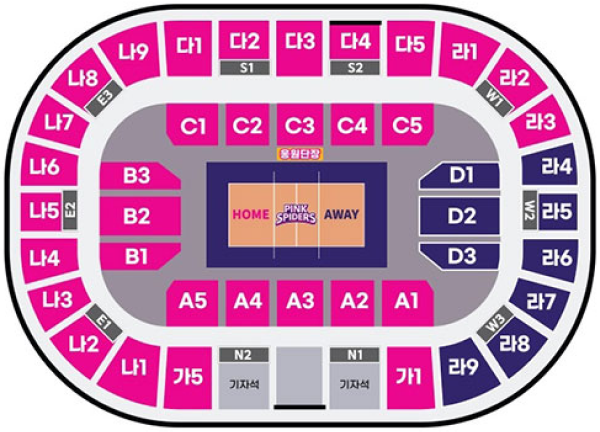 나9 다1 다2 다3 다4 다5 라1
나8 S1 S2 라2
E3 W1
나7 C1 C2 C3 C4 C5 라3
응원단장
나6 B3 D1 라4
나5 E2 B2 HOME PINK SPIDERS AWAY D2 W2 라5
나4 B1 D3 라6
나3 A5 A4 A3 A2 A1 라7
E1 W3
나2 라8
나1 가5 N2 N1 가1 라9
기자석 기자석